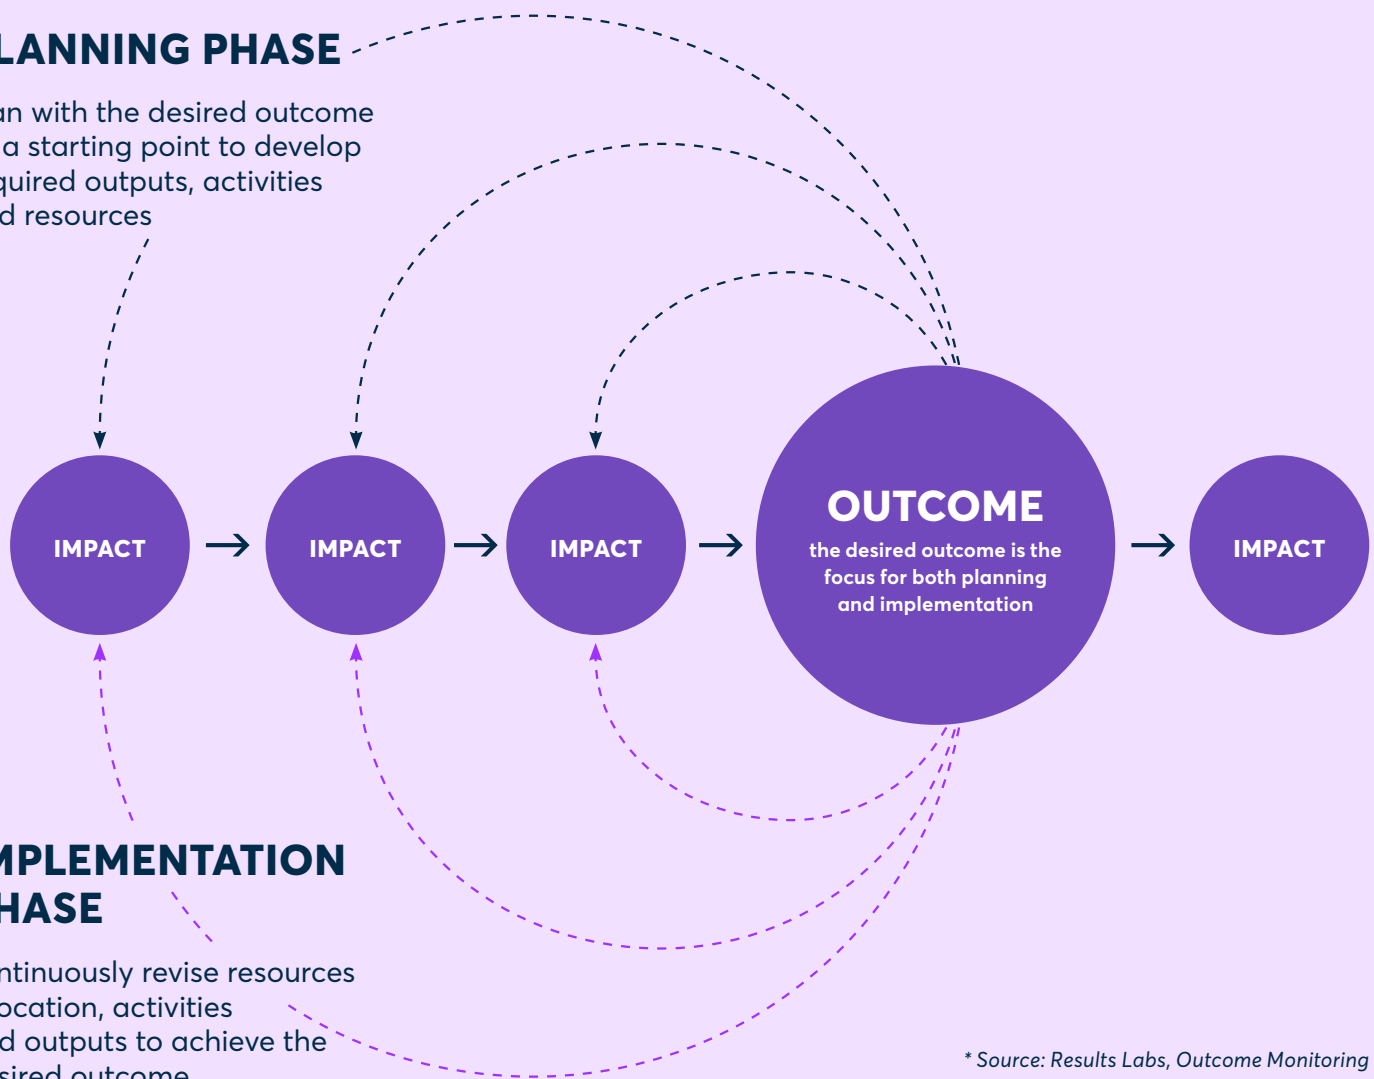 LANNING PHASE
an with the desired outcome
a starting point to develop
quired outputs, activities
d resources
IMPACT
IMPACT
IMPACT
OUTCOME
the desired outcome is the
focus for both planning
and implementation
IMPACT
MPLEMENTATION
HASE
ntinuously revise resources
ocation, activities
d outputs to achieve the
sired outcome
* Source: Results Labs, Outcome Monitoring